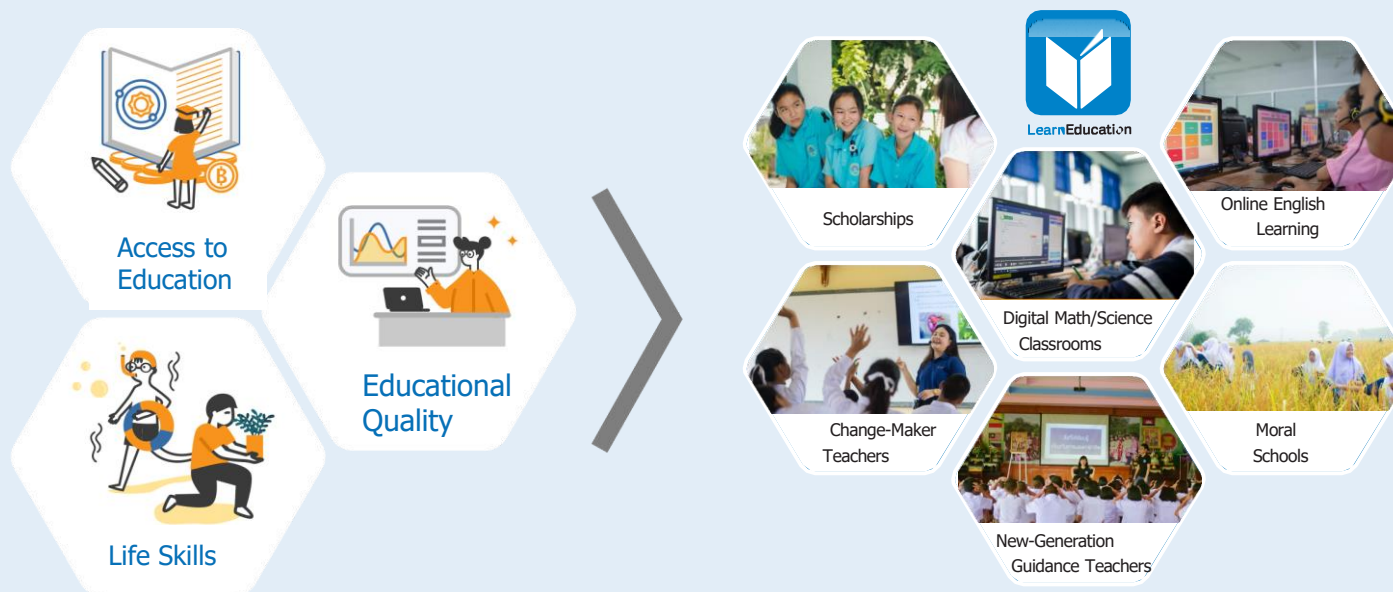 Access to
Education
Educational
Quality
Life Skills
LearnEducation
Scholarships
Online English
Learning
Digital Math/Science
Classrooms
Change-Maker
Teachers
Moral
Schools
New-Generation
Guidance Teachers